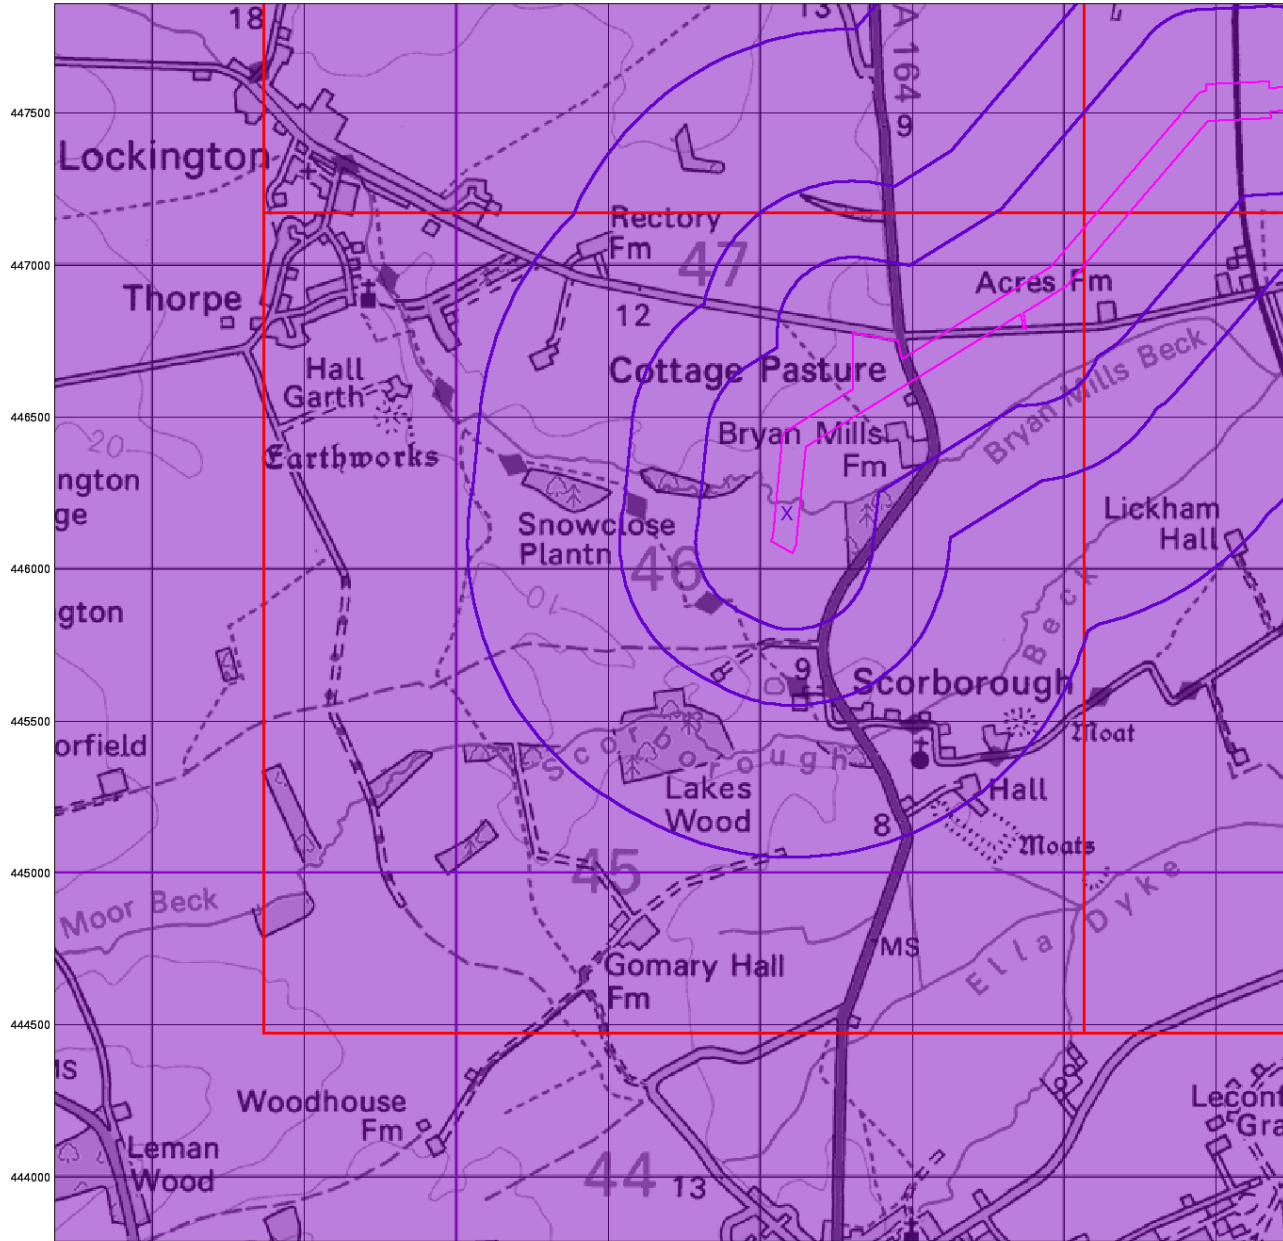 18
13
A 164
447500
9
Lockington
Rectory
Fm
47
447000
Acres Fm
Thorpe
12
Hall
Garth
Cottage Pasture
Bryan Mills Beck
446500
20
Bryan Mills
Fm
Earthworks
ngton
ge
X
Lickham
Hall
Snowclose
Plantn
446000
46
10
Beck
gton
9
D
Scorborough
445500
orfield
Moat
Scorborough
Lakes
Wood
Hall
8
Moats
445000
45
Moor Beck
Ella Dyke
MS
Gomary Hall
Fm
444500
MS
Woodhouse
Fm
Leconf
Gra
Leman
Wood
444000
44
13